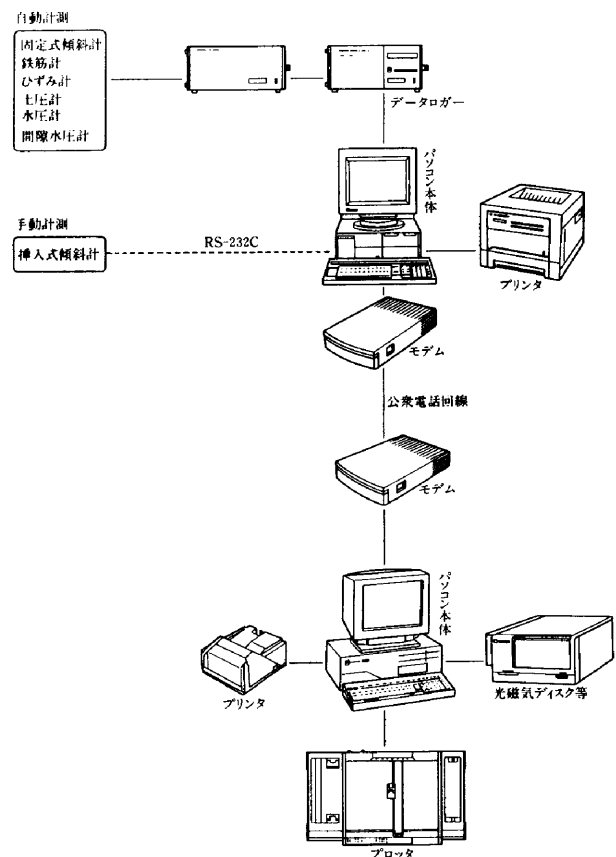 自動計測
固定式傾斜計
鉄筋計
ひずみ計
土圧計
水圧計
間隙水圧計
データロガー
パソコン本体
手動計測
挿入式傾斜計
RS-232C
プリンタ
モデム
公衆電話回線
モデム
パソコン本体
プリンタ
光磁気ディスク等
プロッタ